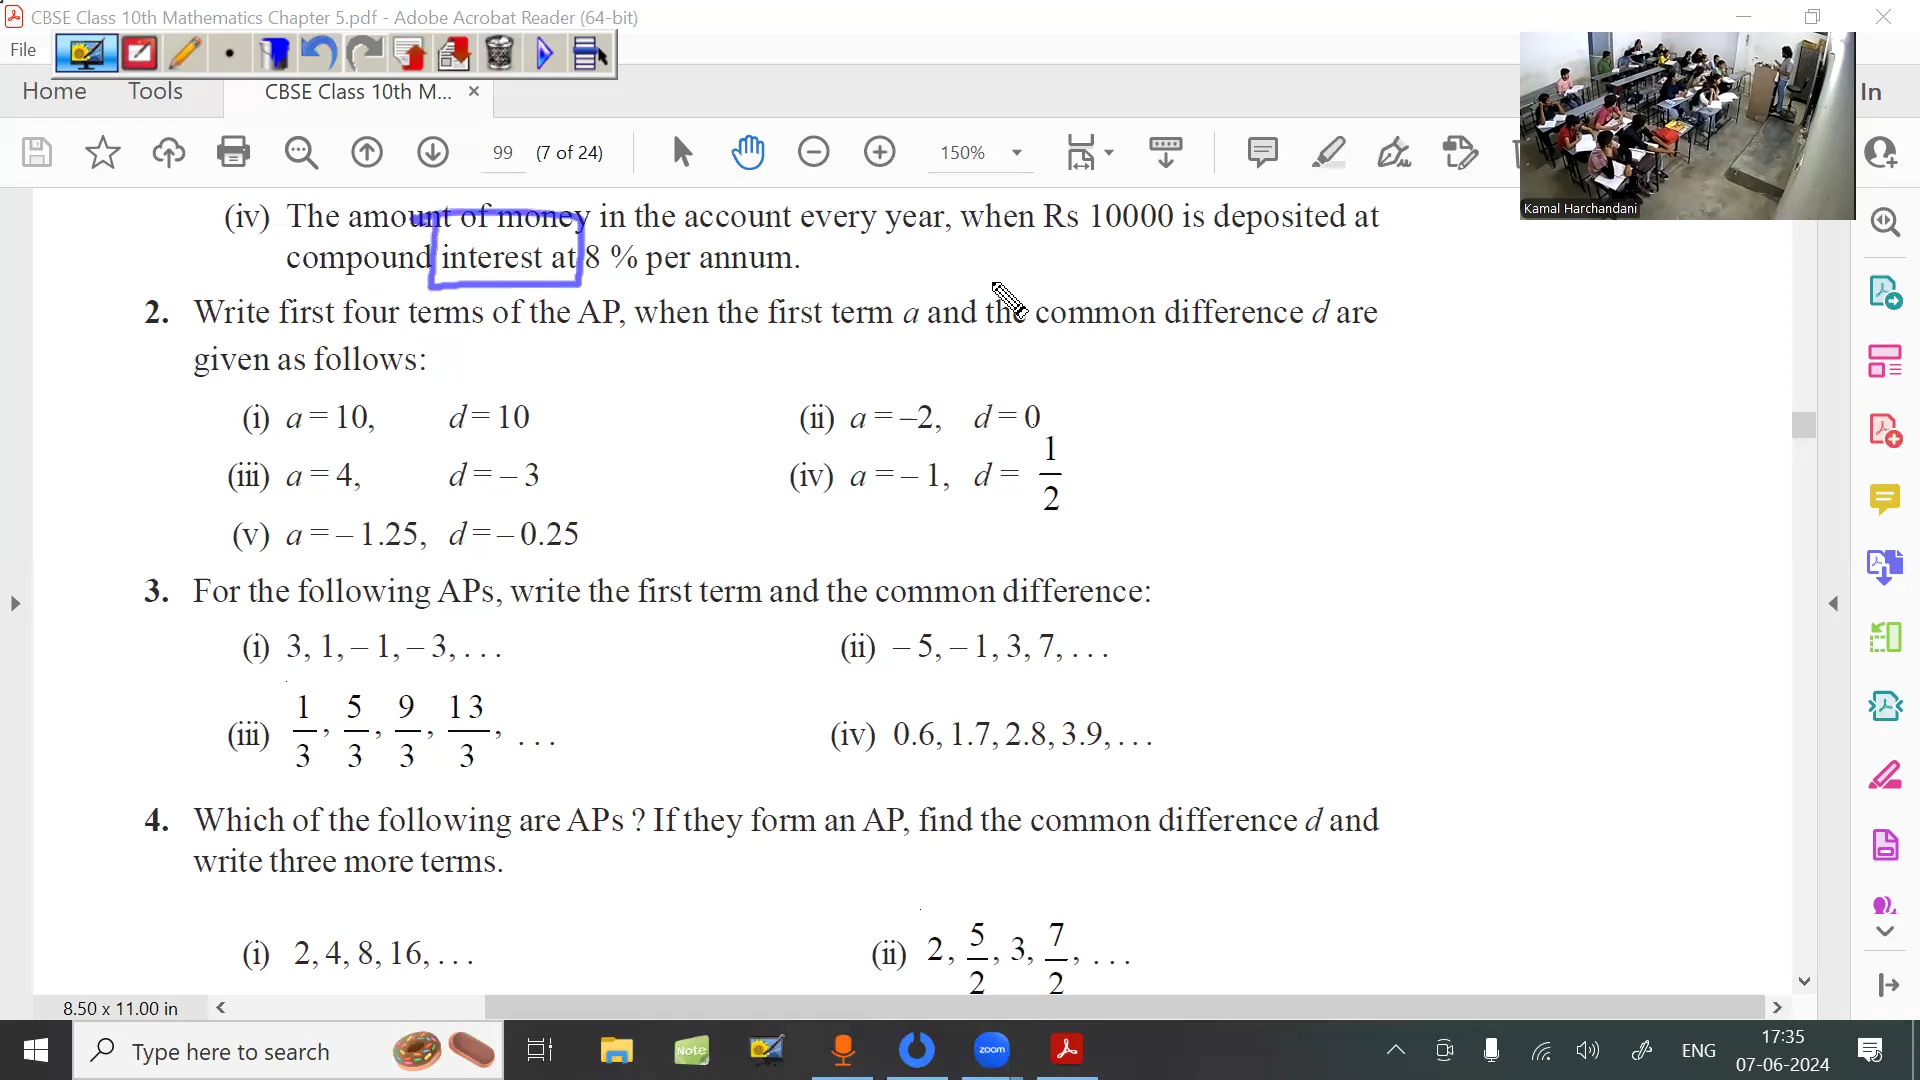 CBSE Class 10th Mathematics Chapter 5.pdf - Adobe Acrobat Reader (64-bit)
File
Home Tools CBSE Class 10th M... × In
99 (7 of 24) 150%
Kamal Harchandani
(iv) The amount of money in the account every year, when Rs 10000 is deposited at
compound interest at 8 % per annum.
2. Write first four terms of the AP, when the first term a and the common difference d are
given as follows:
(i) a = 10, d = 10 (ii) a = –2, d = 0
(iii) a = 4, d = – 3 (iv) a = – 1, d = 1/2
(v) a = – 1.25, d = – 0.25
3. For the following APs, write the first term and the common difference:
(i) 3, 1, – 1, – 3, . . . (ii) – 5, – 1, 3, 7, . . .
(iii) 1/3, 5/3, 9/3, 13/3, . . . (iv) 0.6, 1.7, 2.8, 3.9, . . .
4. Which of the following are APs ? If they form an AP, find the common difference d and
write three more terms.
(i) 2, 4, 8, 16, . . . (ii) 2, 5/2, 3, 7/2, . . .
8.50 x 11.00 in
Type here to search Note zoom ENG 17:35
07-06-2024